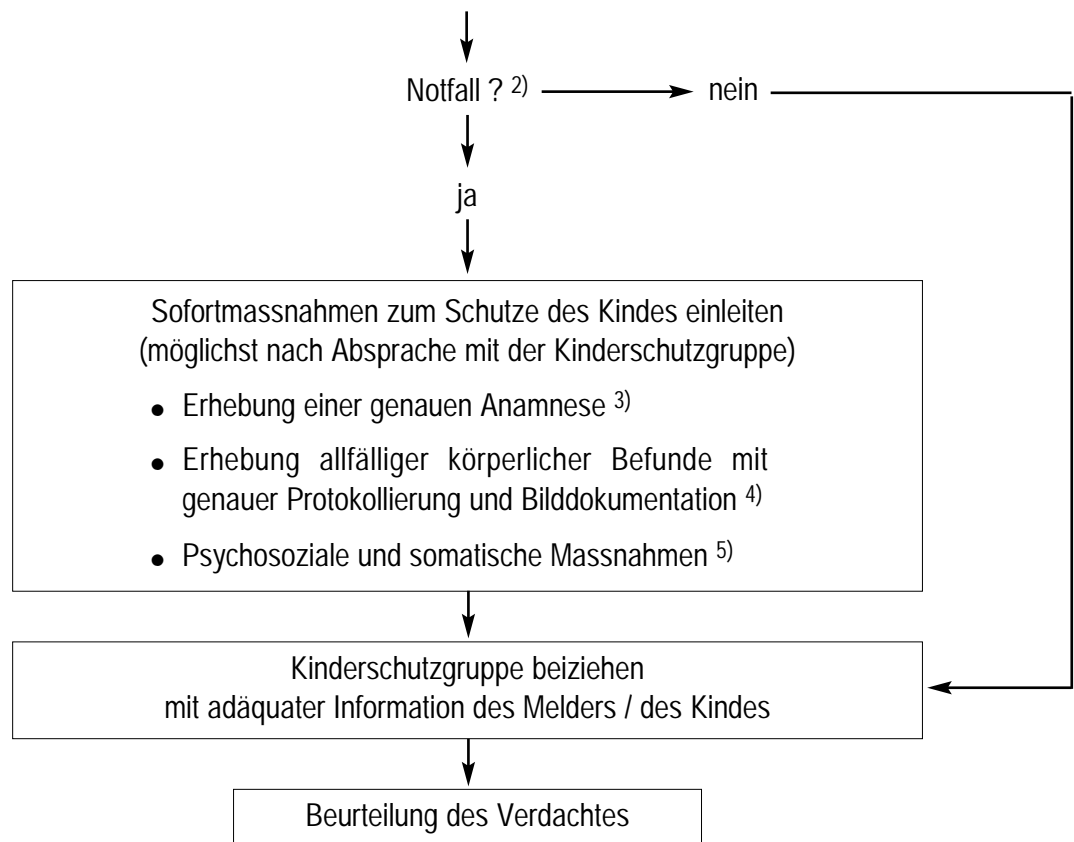 Notfall ? 2) nein
ja
Sofortmassnahmen zum Schutze des Kindes einleiten
(möglichst nach Absprache mit der Kinderschutzgruppe)
● Erhebung einer genauen Anamnese 3)
● Erhebung allfälliger körperlicher Befunde mit
genauer Protokollierung und Bilddokumentation 4)
● Psychosoziale und somatische Massnahmen 5)
Kinderschutzgruppe beiziehen
mit adäquater Information des Melders / des Kindes
Beurteilung des Verdachtes